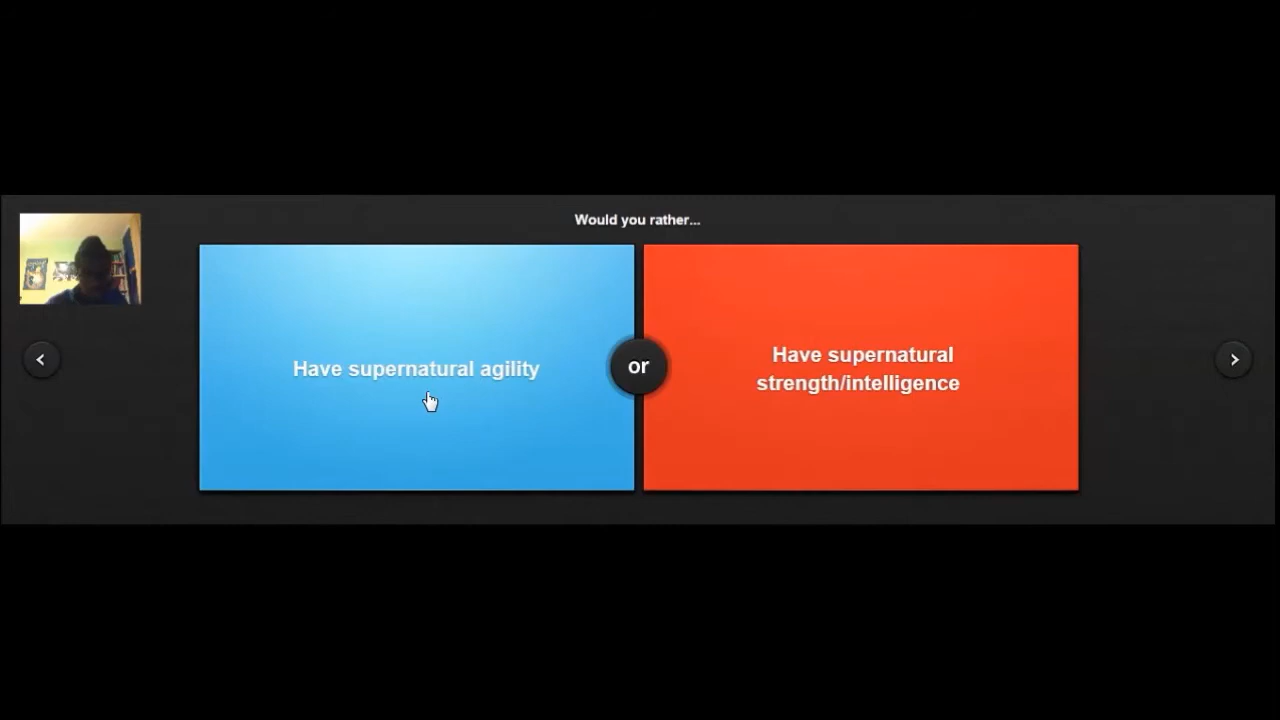 Would you rather...
Have supernatural agility
or
Have supernatural
strength/intelligence